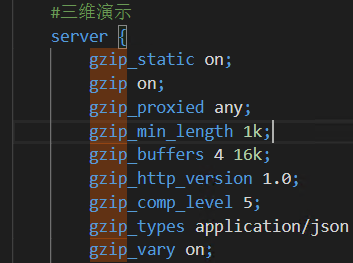 #三维演示
server {
gzip_static on;
gzip on;
gzip_proxied any;
gzip_min_length 1k;
gzip_buffers 4 16k;
gzip_http_version 1.0;
gzip_comp_level 5;
gzip_types application/json
gzip_vary on;